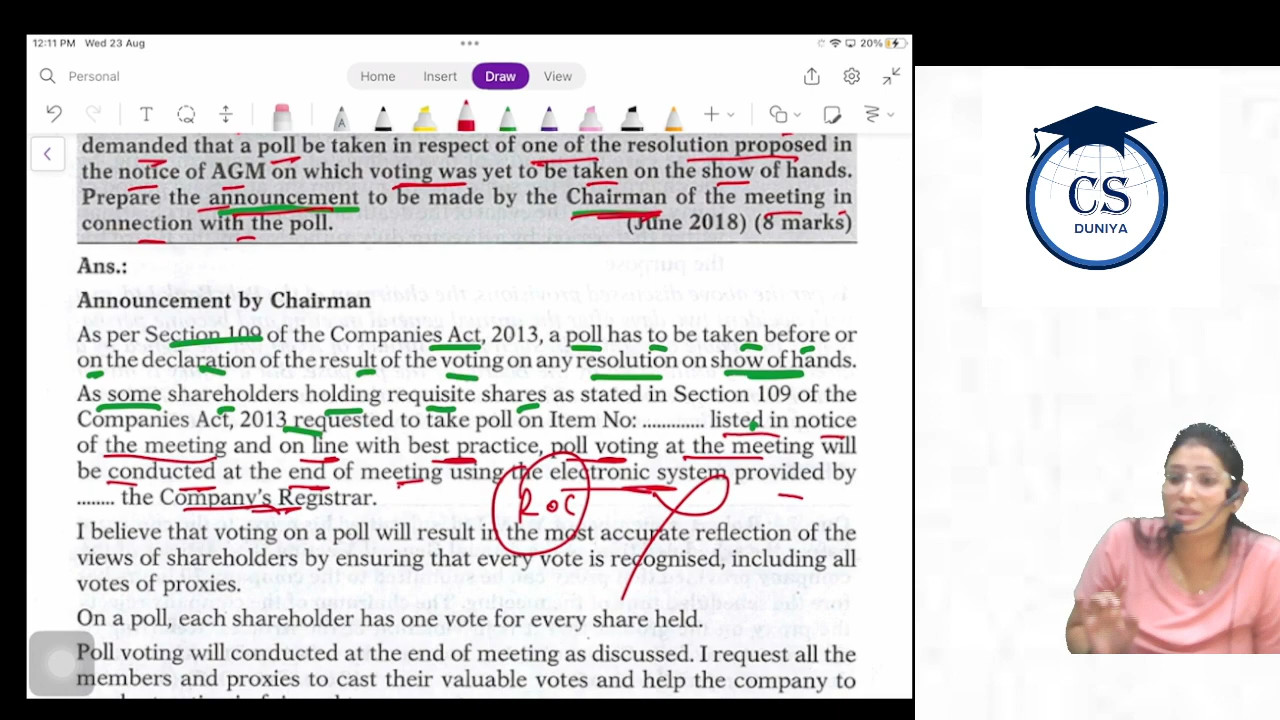 12:11 PM Wed 23 Aug
20%
Personal
Home Insert Draw View
T
A
demanded that a poll be taken in respect of one of the resolution proposed in
the notice of AGM on which voting was yet to be taken on the show of hands.
Prepare the announcement to be made by the Chairman of the meeting in
connection with the poll. (June 2018) (8 marks)
Ans.:
Announcement by Chairman
As per Section 109 of the Companies Act, 2013, a poll has to be taken before or
on the declaration of the result of the voting on any resolution on show of hands.
As some shareholders holding requisite shares as stated in Section 109 of the
Companies Act, 2013 requested to take poll on Item No: ............. listed in notice
of the meeting and on line with best practice, poll voting at the meeting will
be conducted at the end of meeting using the electronic system provided by
........ the Company's Registrar.
ROC
I believe that voting on a poll will result in the most accurate reflection of the
views of shareholders by ensuring that every vote is recognised, including all
votes of proxies.
On a poll, each shareholder has one vote for every share held.
Poll voting will conducted at the end of meeting as discussed. I request all the
members and proxies to cast their valuable votes and help the company to
CS
DUNIYA